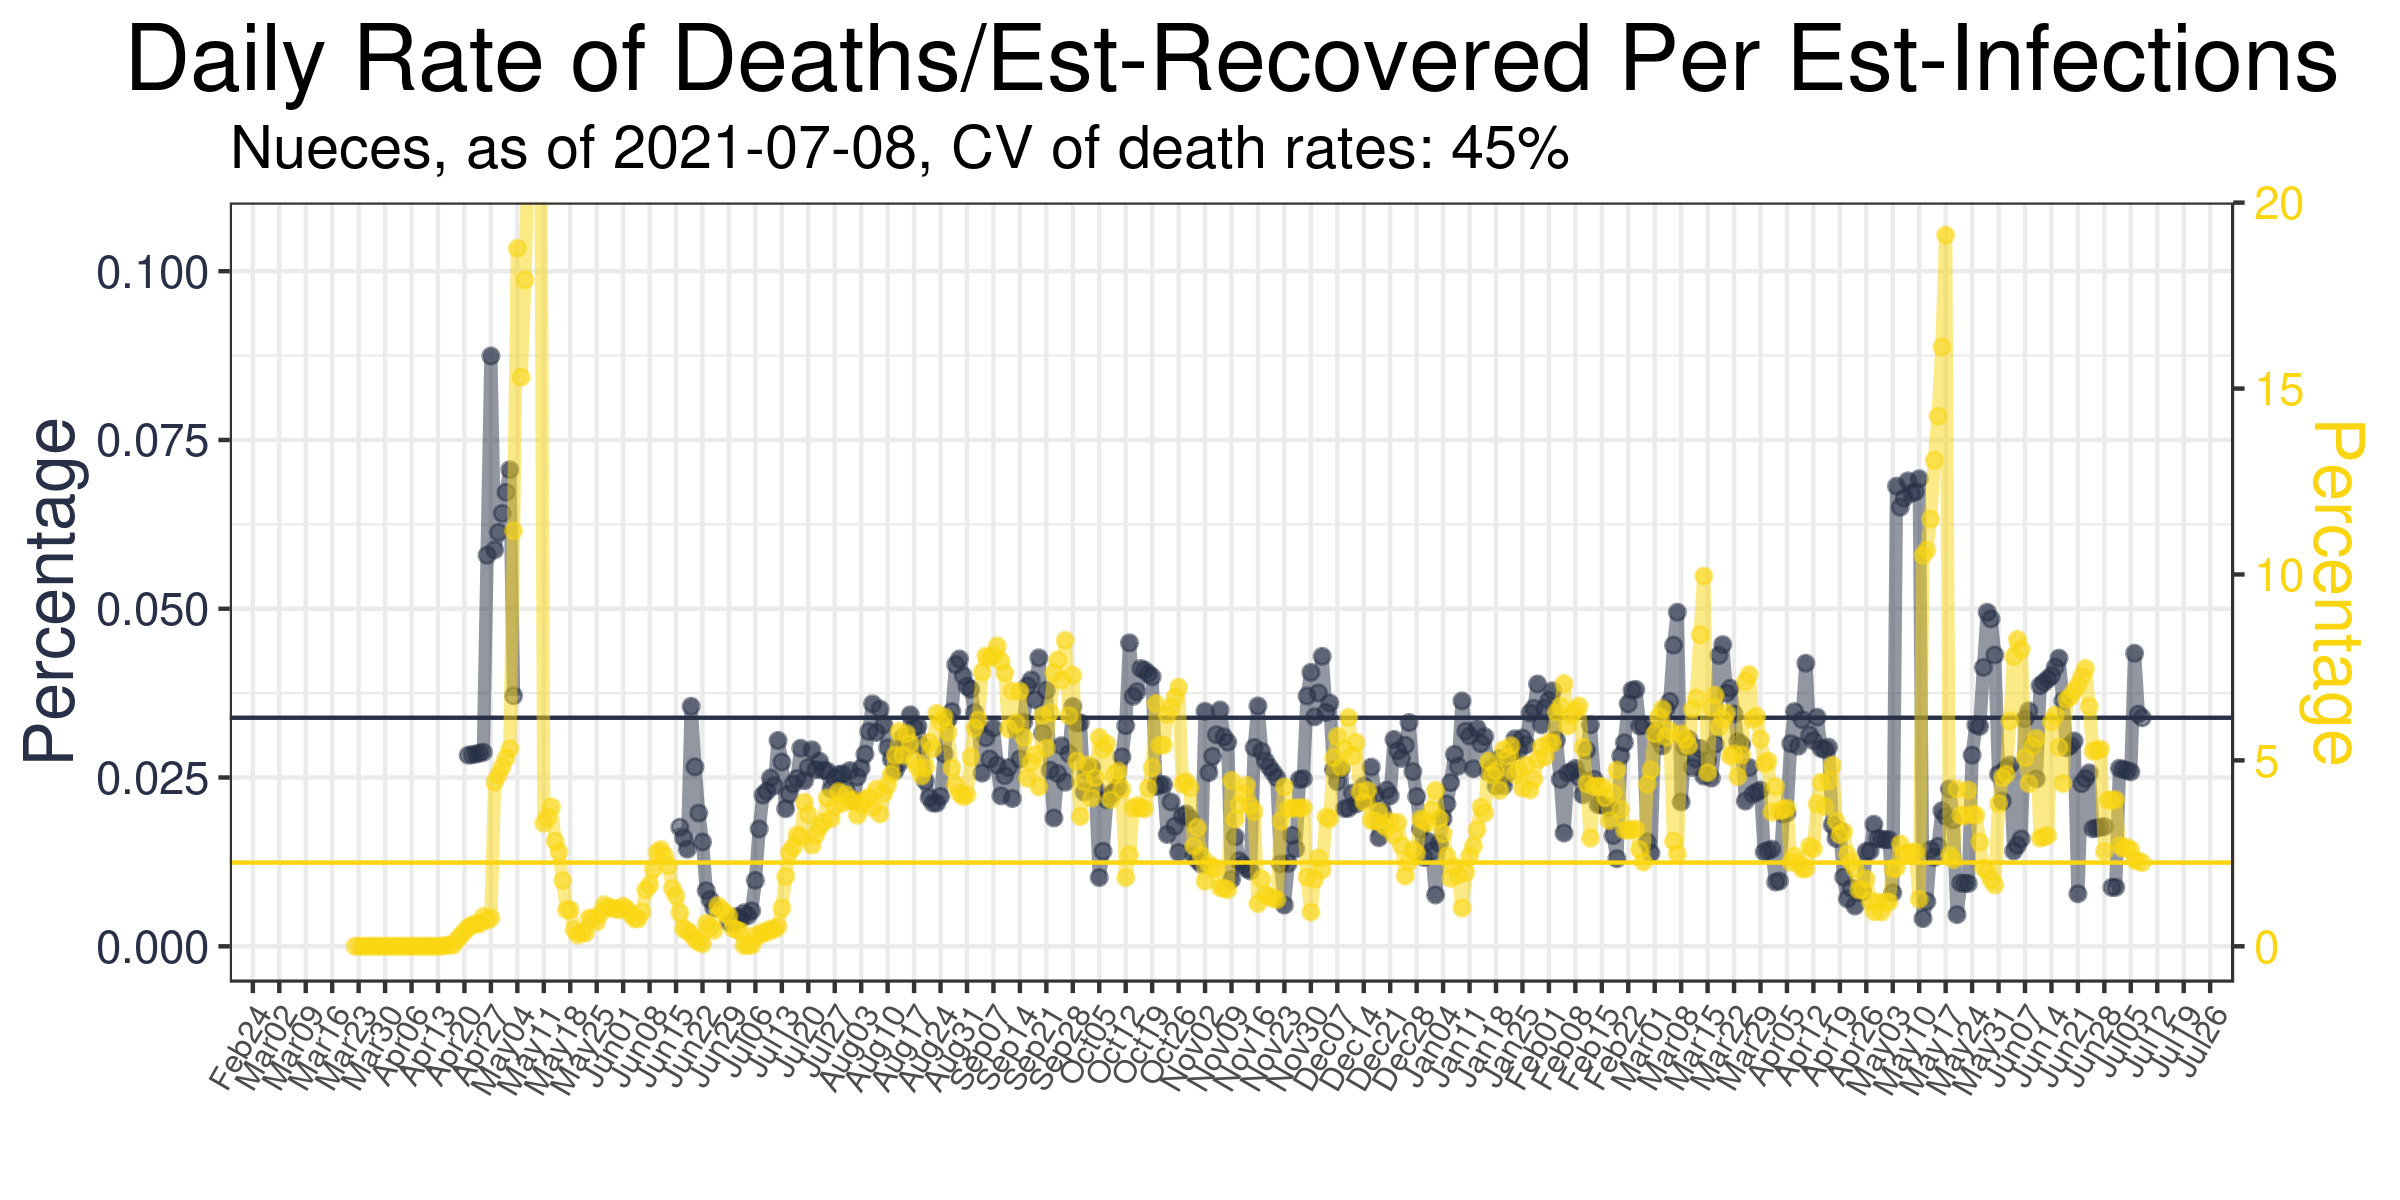 Daily Rate of Deaths/Est-Recovered Per Est-Infections
Nueces, as of 2021-07-08, CV of death rates: 45%
Percentage
0.100
0.075
0.050
0.025
0.000
20
15
10
5
0
Percentage
Feb24
Mar02
Mar09
Mar16
Mar23
Mar30
Apr06
Apr13
Apr20
Apr27
May04
May11
May18
May25
Jun01
Jun08
Jun15
Jun22
Jun29
Jul06
Jul13
Jul20
Jul27
Aug03
Aug10
Aug17
Aug24
Aug31
Sep07
Sep14
Sep21
Sep28
Oct05
Oct12
Oct19
Oct26
Nov02
Nov09
Nov16
Nov23
Nov30
Dec07
Dec14
Dec21
Dec28
Jan04
Jan11
Jan18
Jan25
Feb01
Feb08
Feb15
Feb22
Mar01
Mar08
Mar15
Mar22
Mar29
Apr05
Apr12
Apr19
Apr26
May03
May10
May17
May24
May31
Jun07
Jun14
Jun21
Jun28
Jul05
Jul12
Jul19
Jul26